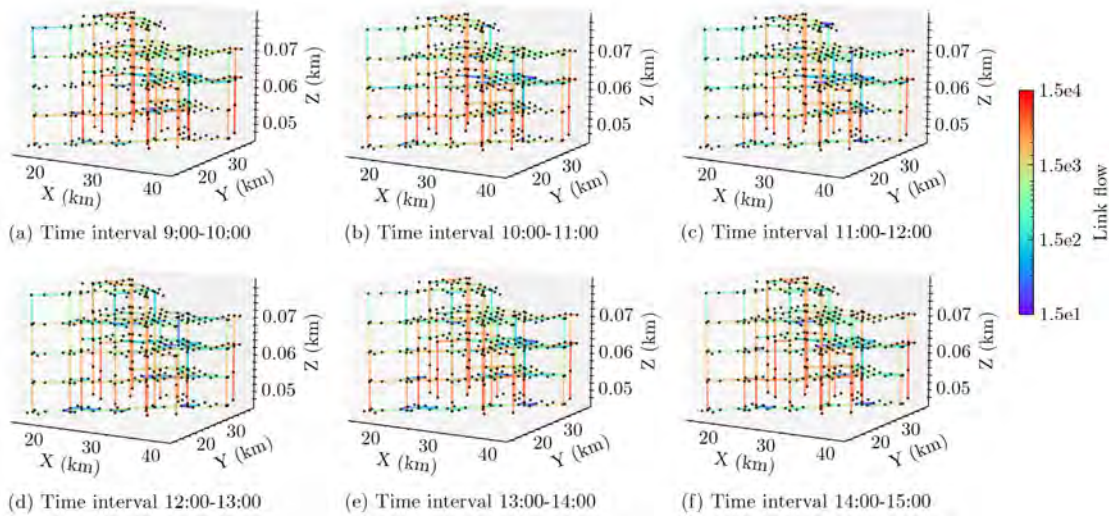 0.07
0.06
0.05
Z (km)
20
30
40
X (km)
20
30
Y (km)
(a) Time interval 9:00-10:00
0.07
0.06
0.05
Z (km)
20
30
40
X (km)
20
30
Y (km)
(b) Time interval 10:00-11:00
0.07
0.06
0.05
Z (km)
20
30
40
X (km)
20
30
Y (km)
(c) Time interval 11:00-12:00
1.5e4
1.5e3
1.5e2
1.5e1
Link flow
0.07
0.06
0.05
Z (km)
20
30
40
X (km)
20
30
Y (km)
(d) Time interval 12:00-13:00
0.07
0.06
0.05
Z (km)
20
30
40
X (km)
20
30
Y (km)
(e) Time interval 13:00-14:00
0.07
0.06
0.05
Z (km)
20
30
40
X (km)
20
30
Y (km)
(f) Time interval 14:00-15:00